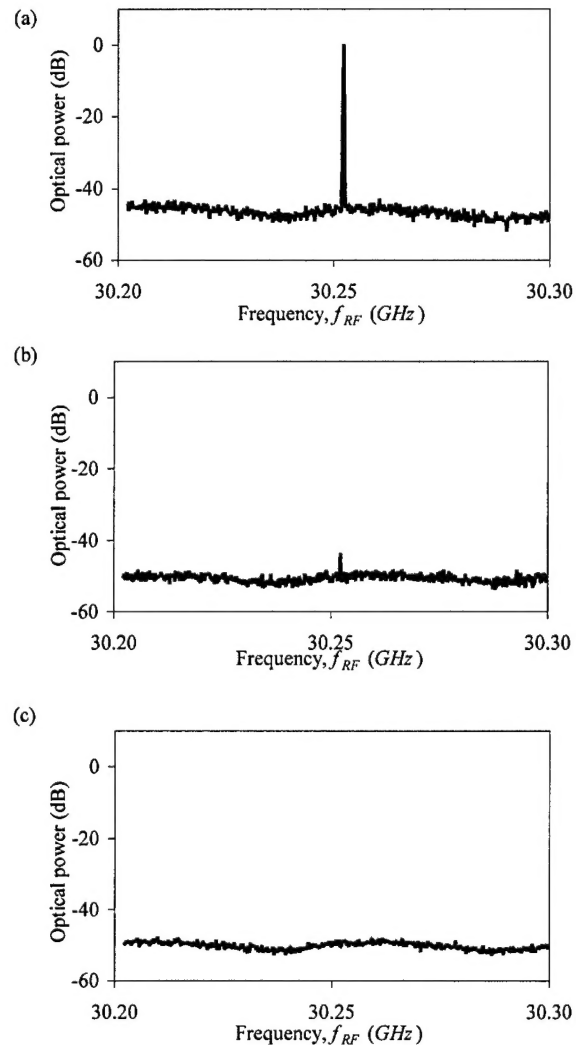 (a)
Optical power (dB)
0
-20
-40
-60
30.20
30.25
30.30
Frequency, f_RF (GHz)
(b)
Optical power (dB)
0
-20
-40
-60
30.20
30.25
30.30
Frequency, f_RF (GHz)
(c)
Optical power (dB)
0
-20
-40
-60
30.20
30.25
30.30
Frequency, f_RF (GHz)